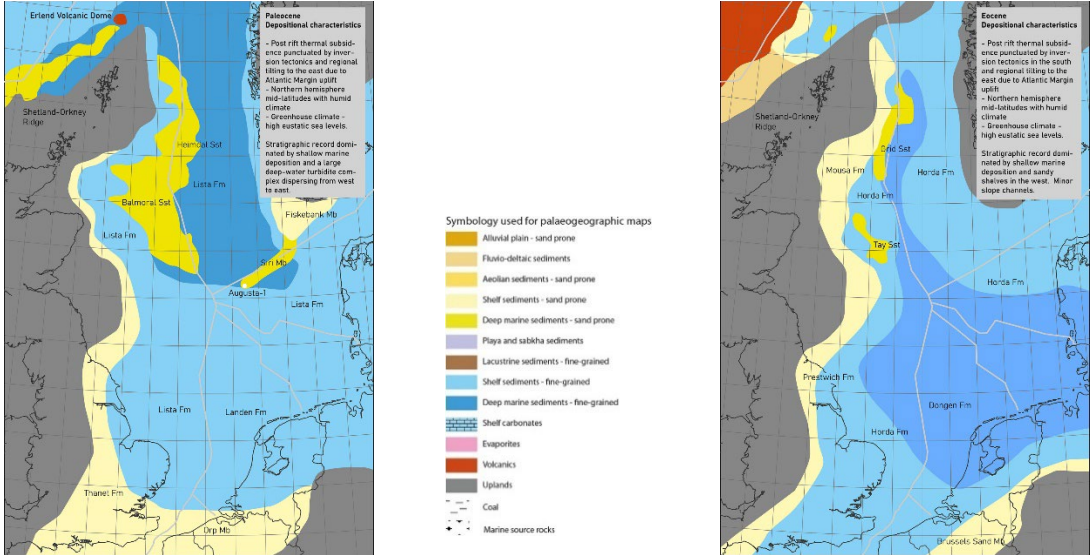 Erlend Volcanic Dome
Paleocene
Depositional characteristics
- Post rift thermal subsid-
ence punctuated by inver-
sion tectonics and regional
tilting to the east due to
Atlantic Margin uplift
- Northern hemisphere
mid-latitudes with humid
climate
- Greenhouse climate -
high eustatic sea levels.
Stratigraphic record
dominated by shallow marine
deposition and a large
deep-water turbidite com-
plex dispersing from west
to east.
Shetland-Orkney
Ridge
Heimdal Sst
Lista Fm
Balmoral Sst
Fiskebank Mb
Lista Fm
Siri Mb
Augusta-1
Lista Fm
Lista Fm
Landen Fm
Thanet Fm
Orp Mb
Symbology used for palaeogeographic maps
Alluvial plain - sand prone
Fluvio-deltaic sediments
Aeolian sediments - sand prone
Shelf sediments - sand prone
Deep marine sediments - sand prone
Playa and sabkha sediments
Lacustrine sediments - fine-grained
Shelf sediments - fine-grained
Deep marine sediments - fine-grained
Shelf carbonates
Evaporites
Volcanics
Uplands
Coal
Marine source rocks
Eocene
Depositional characteristics
- Post rift thermal subsid-
ence punctuated by inver-
sion tectonics in the south
and regional tilting to the
east due to Atlantic Margin
uplift
- Northern hemisphere
mid-latitudes with humid
climate
- Greenhouse climate -
high eustatic sea levels.
Stratigraphic record domi-
nated by shallow marine
deposition and sandy
shelves in the west. Minor
slope channels.
Shetland-Orkney
Ridge
Grid Sst
Mousa Fm
Horda Fm
Horda Fm
Tay Sst
Horda Fm
Prestwich Fm
Dongen Fm
Horda Fm
Brussels Sand Mb